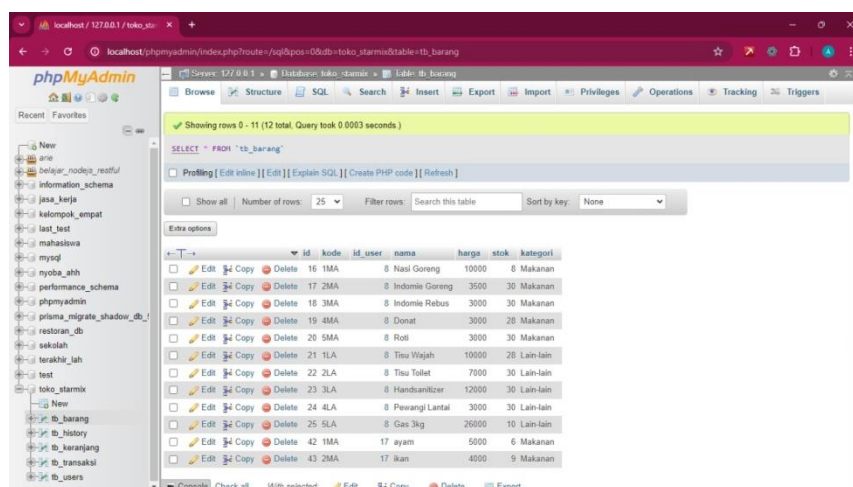 localhost / 127.0.0.1 / toko_star
localhost/phpmyadmin/index.php?route=/sql&pos=0&db=toko_starmix&table=tb_barang
phpMyAdmin
Recent Favorites
New
arie
belajar_nodejs_restful
information_schema
jasa_kerja
kelompok_empat
last_test
mahasiswa
mysql
nyoba_ahh
performance_schema
phpmyadmin
prisma_migrate_shadow_db_
restoran_db
sekolah
terakhir_lah
test
toko_starmix
New
tb_barang
tb_history
tb_keranjang
tb_transaksi
tb_users
Server: 127.0.0.1 » Database: toko_starmix » Table: tb_barang
Browse Structure SQL Search Insert Export Import Privileges Operations Tracking Triggers
Showing rows 0 - 11 (12 total, Query took 0.0003 seconds.)
SELECT * FROM `tb_barang`
Profiling [ Edit inline ] [ Edit ] [ Explain SQL ] [ Create PHP code ] [ Refresh ]
Show all Number of rows: 25 Filter rows: Search this table Sort by key: None
Extra options
←T→ id kode id_user nama harga stok kategori
Edit Copy Delete 16 1MA 8 Nasi Goreng 10000 8 Makanan
Edit Copy Delete 17 2MA 8 Indomie Goreng 3500 30 Makanan
Edit Copy Delete 18 3MA 8 Indomie Rebus 3000 30 Makanan
Edit Copy Delete 19 4MA 8 Donat 3000 28 Makanan
Edit Copy Delete 20 5MA 8 Roti 3000 30 Makanan
Edit Copy Delete 21 1LA 8 Tisu Wajah 10000 28 Lain-lain
Edit Copy Delete 22 2LA 8 Tisu Toilet 7000 30 Lain-lain
Edit Copy Delete 23 3LA 8 Handsanitizer 12000 30 Lain-lain
Edit Copy Delete 24 4LA 8 Pewangi Lantai 3000 30 Lain-lain
Edit Copy Delete 25 5LA 8 Gas 3kg 26000 10 Lain-lain
Edit Copy Delete 42 1MA 17 ayam 5000 6 Makanan
Edit Copy Delete 43 2MA 17 ikan 4000 9 Makanan
Console Check all With selected: Edit Copy Delete Export